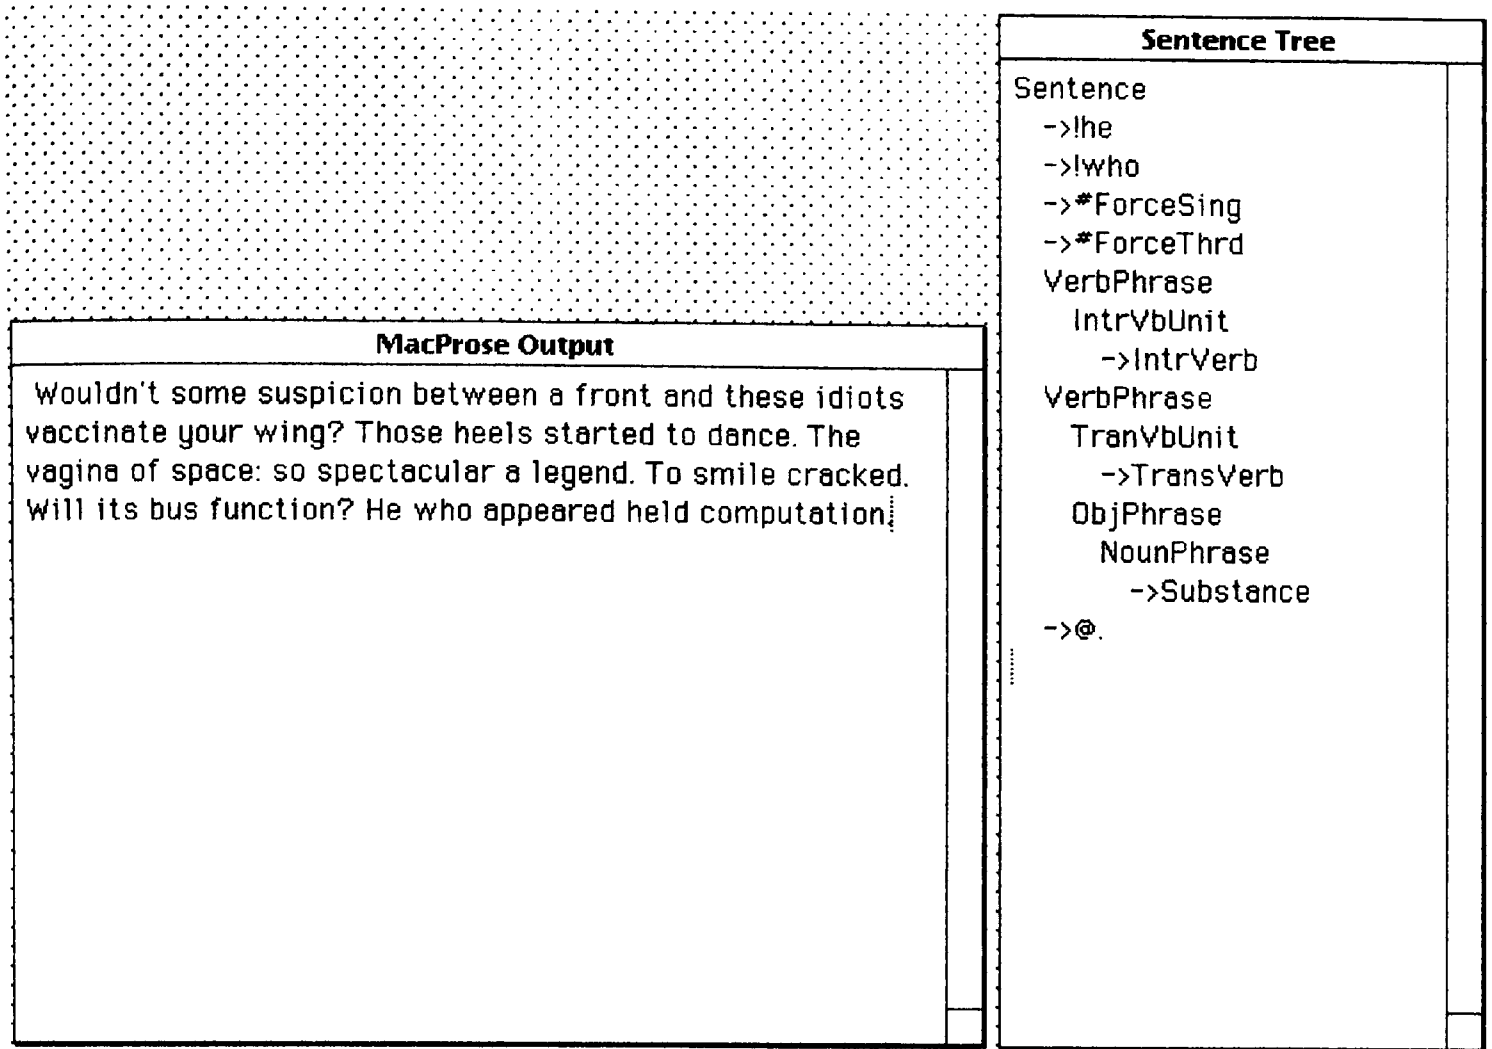 MacProse Output
Wouldn't some suspicion between a front and these idiots
vaccinate your wing? Those heels started to dance. The
vagina of space: so spectacular a legend. To smile cracked.
Will its bus function? He who appeared held computation.
Sentence Tree
Sentence
->!he
->!who
->*ForceSing
->*ForceThrd
VerbPhrase
IntrVbUnit
->IntrVerb
VerbPhrase
TranVbUnit
->TransVerb
ObjPhrase
NounPhrase
->Substance
->@.